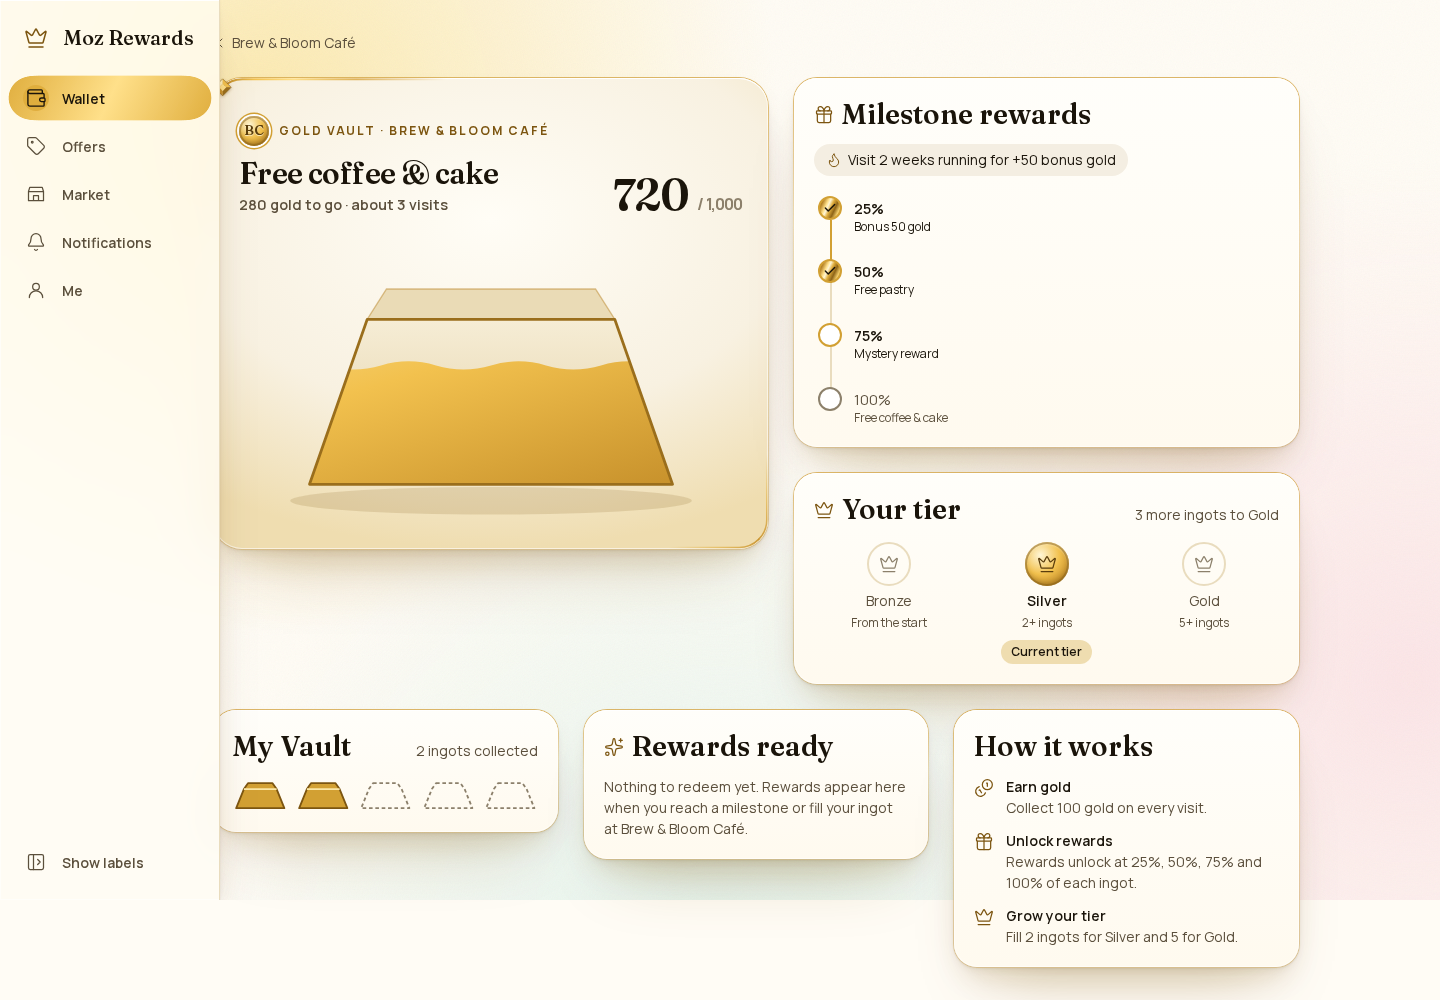 Moz Rewards
Wallet
Offers
Market
Notifications
Me
Show labels
Brew & Bloom Café
BC
GOLD VAULT · BREW & BLOOM CAFÉ
Free coffee & cake
280 gold to go · about 3 visits
720 / 1,000
Milestone rewards
Visit 2 weeks running for +50 bonus gold
25%
Bonus 50 gold
50%
Free pastry
75%
Mystery reward
100%
Free coffee & cake
Your tier
3 more ingots to Gold
Bronze
From the start
Silver
2+ ingots
Current tier
Gold
5+ ingots
My Vault
2 ingots collected
Rewards ready
Nothing to redeem yet. Rewards appear here
when you reach a milestone or fill your ingot
at Brew & Bloom Café.
How it works
Earn gold
Collect 100 gold on every visit.
Unlock rewards
Rewards unlock at 25%, 50%, 75% and
100% of each ingot.
Grow your tier
Fill 2 ingots for Silver and 5 for Gold.